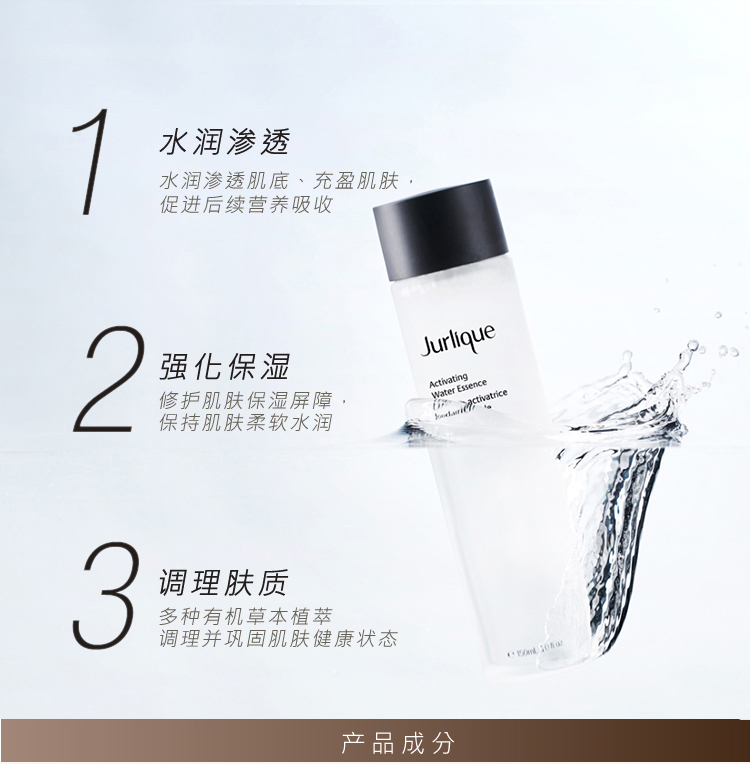 1
水润渗透
水润渗透肌底、充盈肌肤，
促进后续营养吸收
Jurlique
Activating
Water Essence
activatrice
2
强化保湿
修护肌肤保湿屏障，
保持肌肤柔软水润
3
调理肤质
多种有机草本植萃
调理并巩固肌肤健康状态
150mL
产品成分